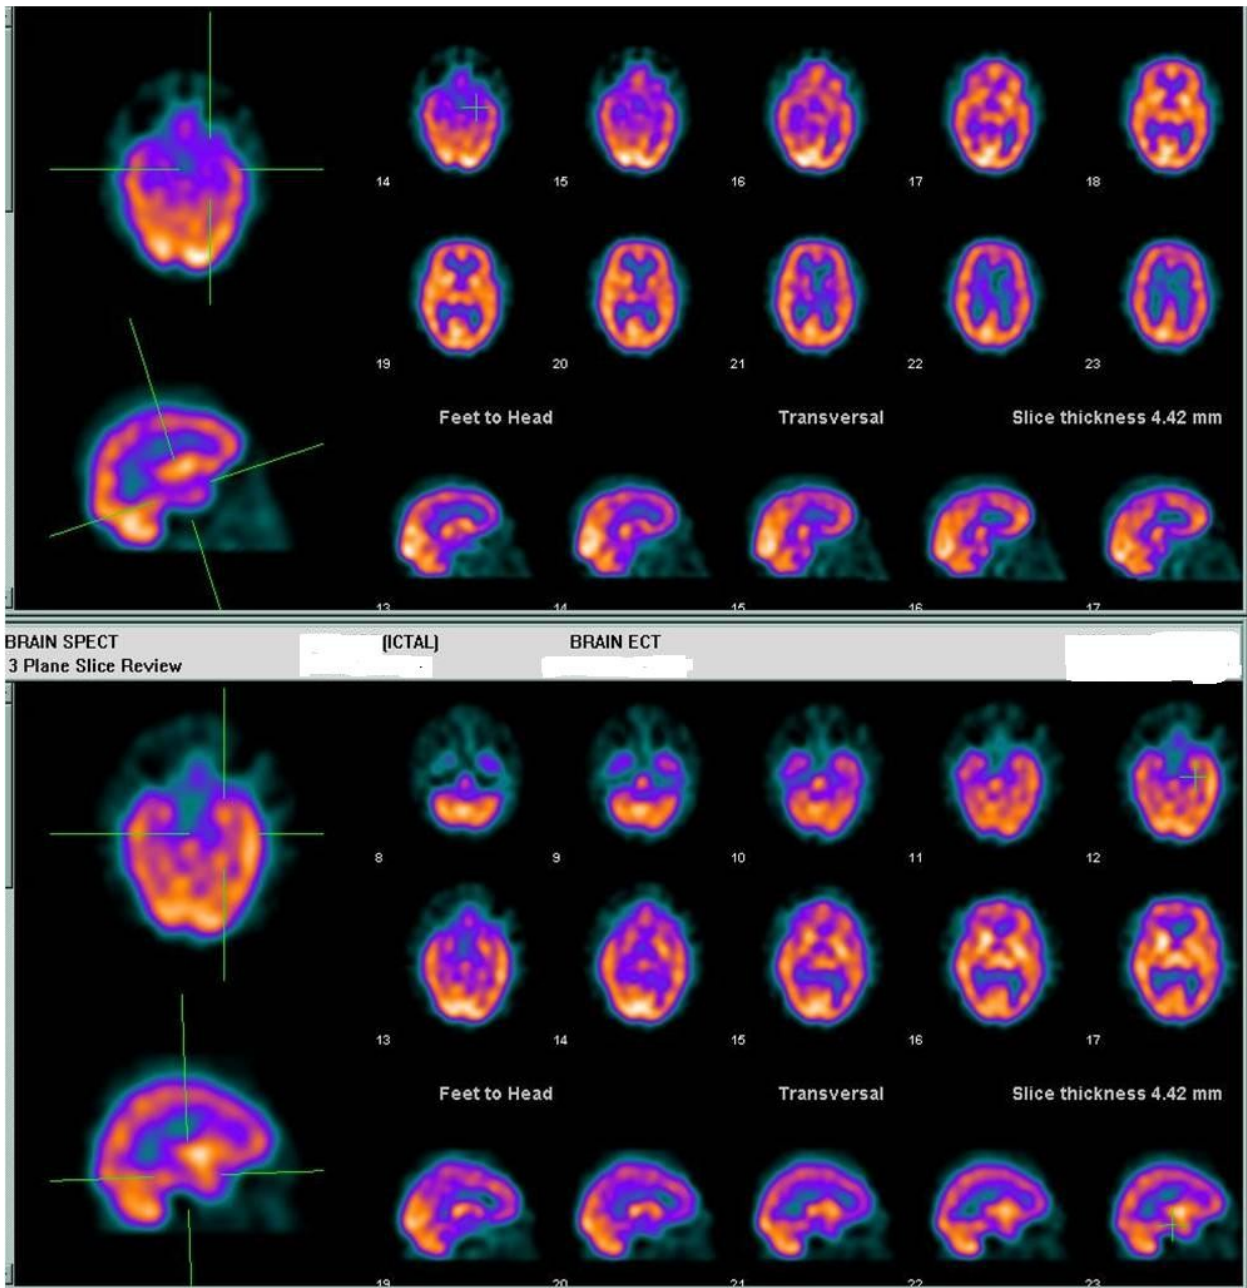 14 15 16 17 18
19 20 21 22 23
Feet to Head Transversal Slice thickness 4.42 mm
13 14 15 16 17
BRAIN SPECT (ICTAL) BRAIN ECT
3 Plane Slice Review
8 9 10 11 12
13 14 15 16 17
Feet to Head Transversal Slice thickness 4.42 mm
19 20 21 22 23